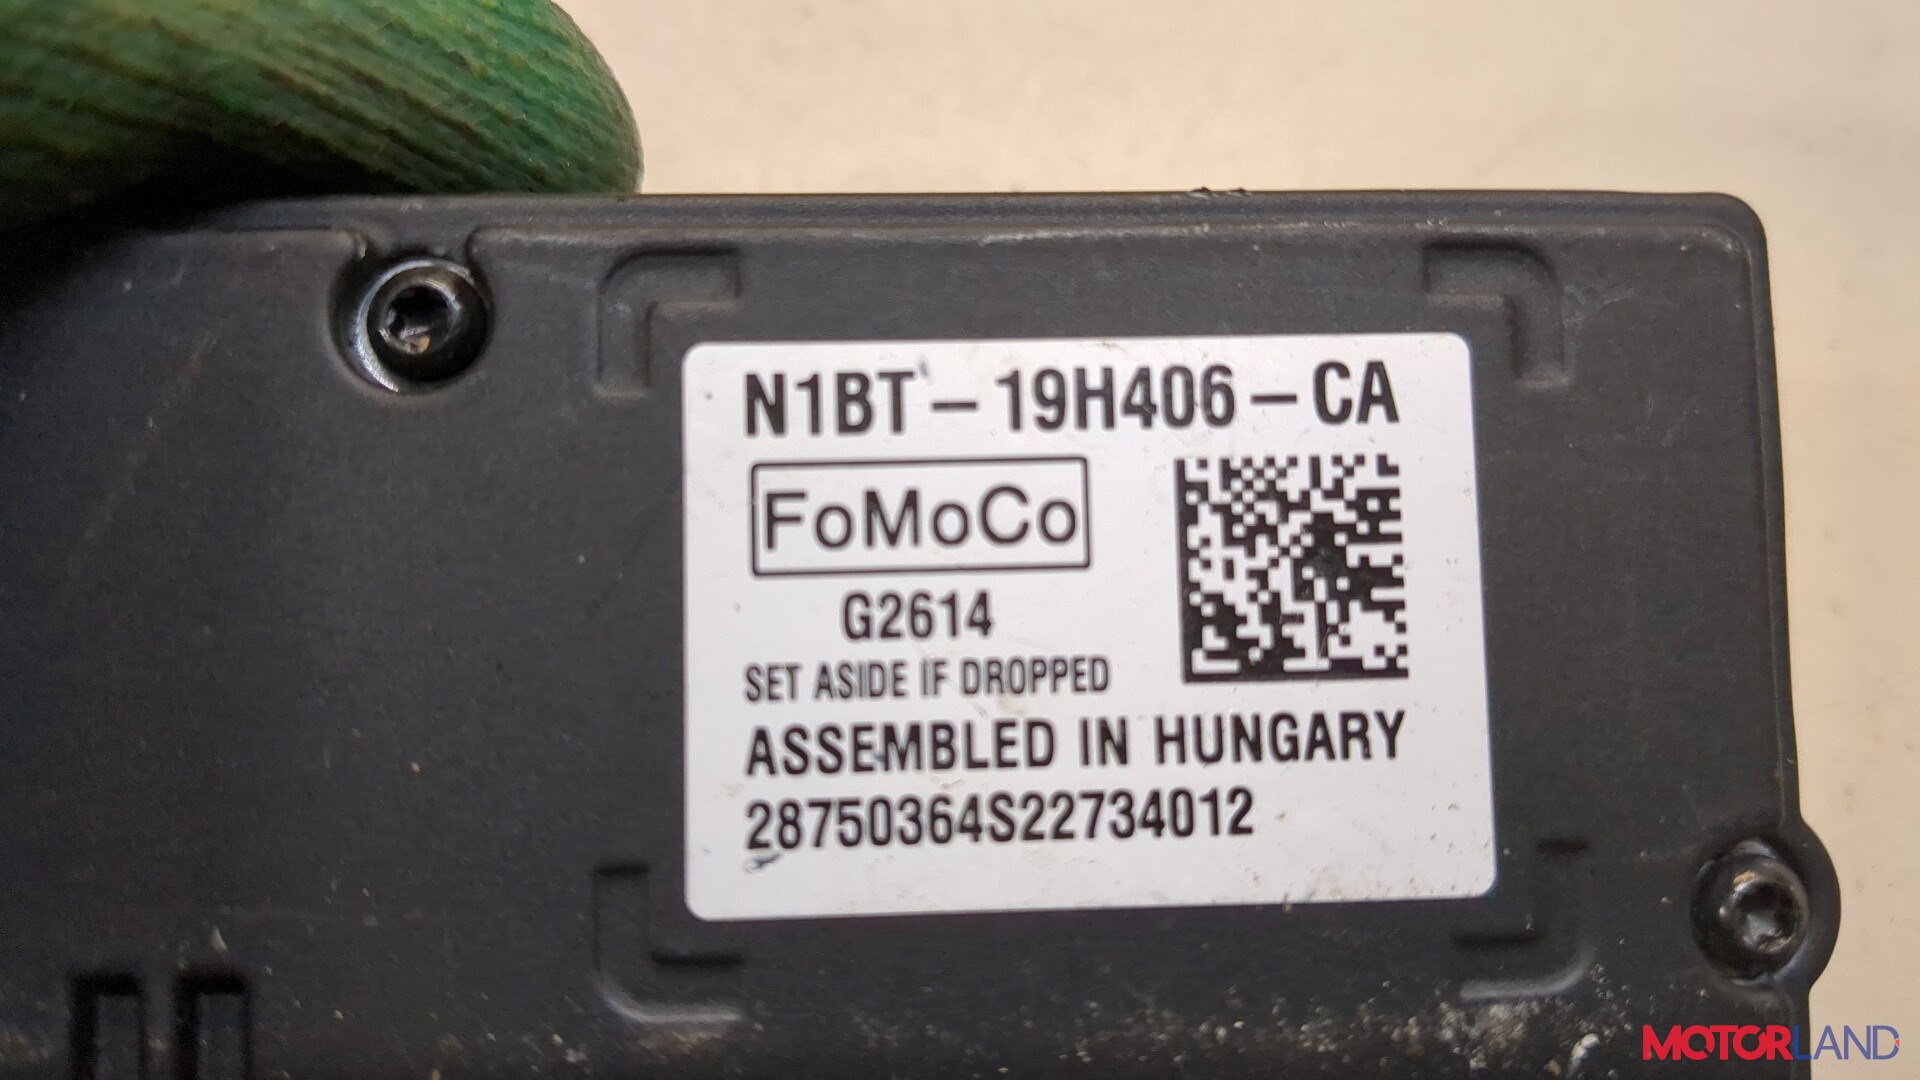 N1BT - 19H406 - CA
FoMoCo
G2614
SET ASIDE IF DROPPED
ASSEMBLED IN HUNGARY
28750364S22734012
MOTORLAND